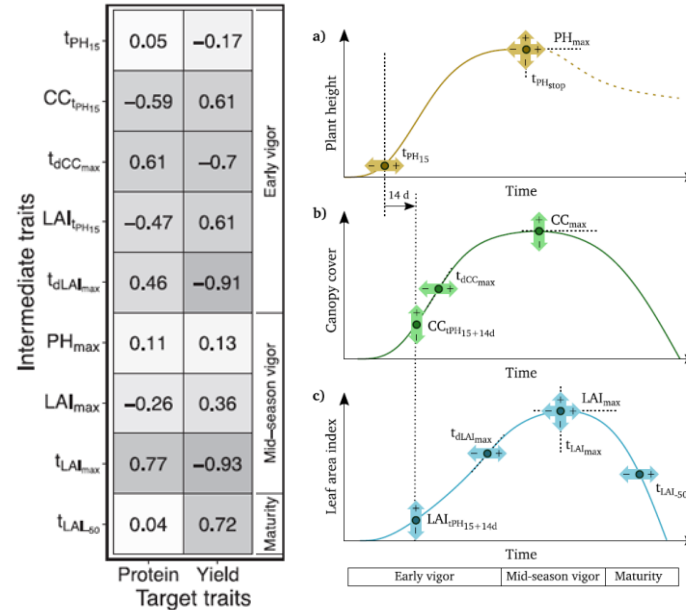 t_PH15 0.05 −0.17
CC_tPH15 −0.59 0.61
t_dCCmax 0.61 −0.7
LAI_tPH15 −0.47 0.61
t_dLAImax 0.46 −0.91
PH_max 0.11 0.13
LAI_max −0.26 0.36
t_LAImax 0.77 −0.93
t_LAI_50 0.04 0.72
Intermediate traits
Early vigor
Mid−season vigor
Maturity
Protein Yield
Target traits
a)
Plant height
PH_max
t_PHstop
t_PH15
Time
14 d
b)
Canopy cover
CC_max
t_dCCmax
CC_tPH15+14d
Time
c)
Leaf area index
LAI_max
t_dLAImax
t_LAImax
t_LAI_50
LAI_tPH15+14d
Time
Early vigor Mid-season vigor Maturity